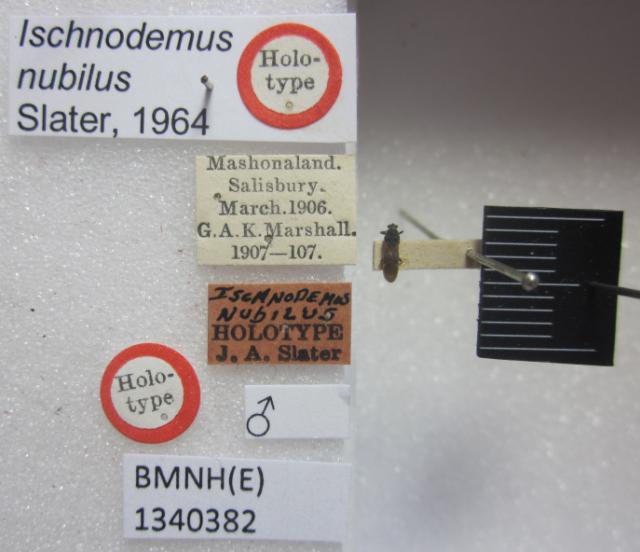 Ischnodemus
nubilus
Slater, 1964
Holo-
type
Mashonaland.
Salisbury.
March.1906.
G.A.K.Marshall.
1907—107.
ISCHNODEMUS
NUBILUS
HOLOTYPE
J. A. Slater
Holo-
type
♂
BMNH(E)
1340382